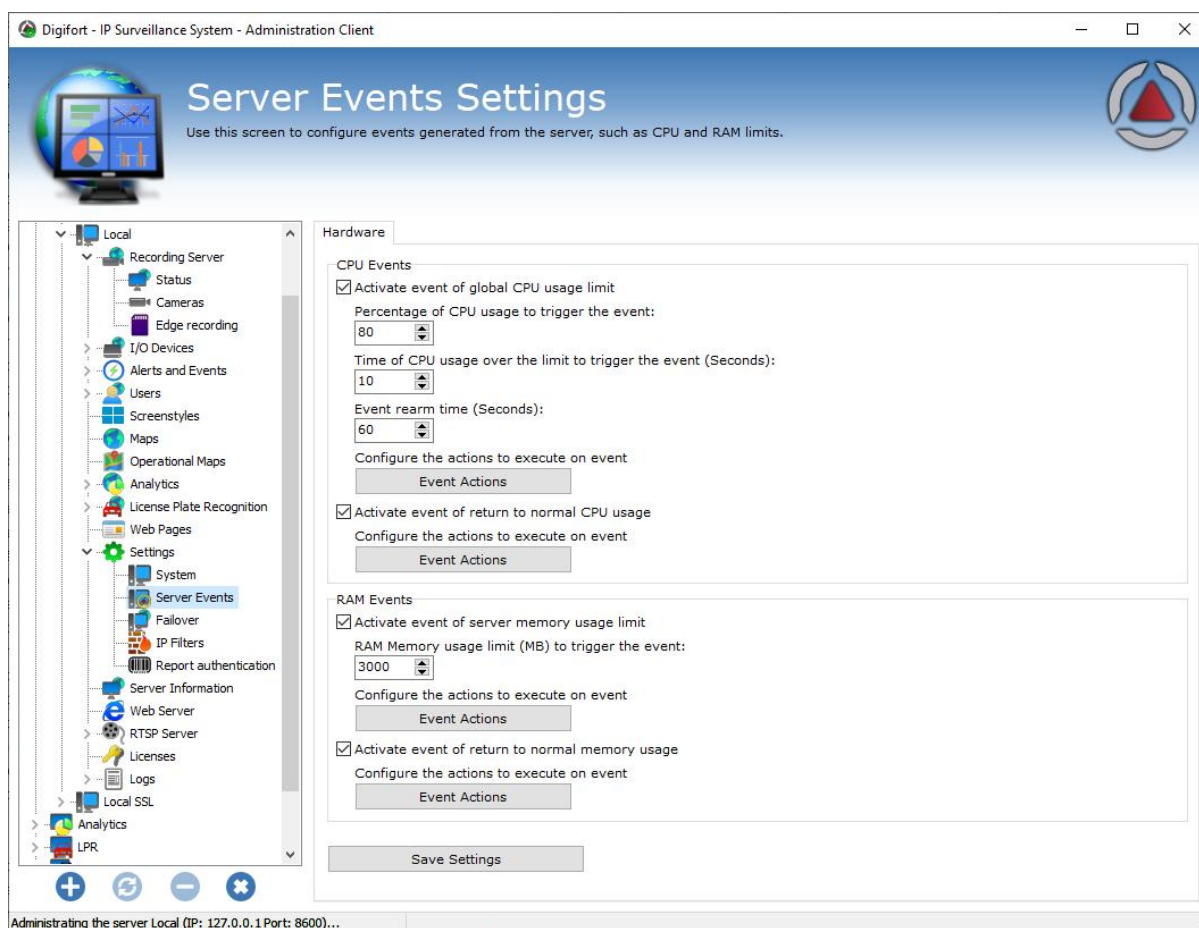 Digifort - IP Surveillance System - Administration Client
Server Events Settings
Use this screen to configure events generated from the server, such as CPU and RAM limits.
Local
Recording Server
Status
Cameras
Edge recording
I/O Devices
Alerts and Events
Users
Screenstyles
Maps
Operational Maps
Analytics
License Plate Recognition
Web Pages
Settings
System
Server Events
Failover
IP Filters
Report authentication
Server Information
Web Server
RTSP Server
Licenses
Logs
Local SSL
Analytics
LPR
Hardware
CPU Events
Activate event of global CPU usage limit
Percentage of CPU usage to trigger the event:
80
Time of CPU usage over the limit to trigger the event (Seconds):
10
Event rearm time (Seconds):
60
Configure the actions to execute on event
Event Actions
Activate event of return to normal CPU usage
Configure the actions to execute on event
Event Actions
RAM Events
Activate event of server memory usage limit
RAM Memory usage limit (MB) to trigger the event:
3000
Configure the actions to execute on event
Event Actions
Activate event of return to normal memory usage
Configure the actions to execute on event
Event Actions
Save Settings
Administrating the server Local (IP: 127.0.0.1 Port: 8600)...